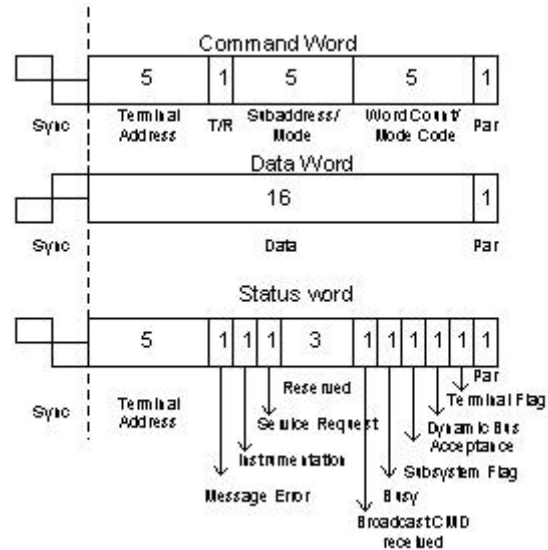 Command Word
5 1 5 5 1
Sync Terminal Address T/R Subaddress/ Mode Word Count/ Mode Code Par
Data Word
16 1
Sync Data Par
Status word
5 1 1 1 3 1 1 1 1 1 1
Par
Sync Terminal Address
Reserved
Terminal Flag
Service Request
Dynamic Bus Acceptance
Instrumentation
Subsystem Flag
Message Error
Busy
Broadcast CMD received